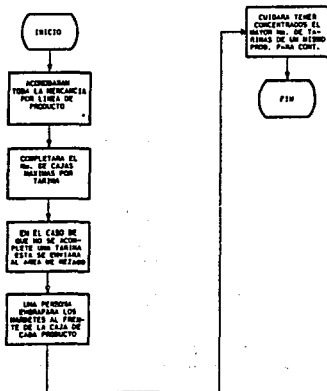 INICIO
ACOMODARAN
TODA LA MERCANCIA
POR LINEA DE
PRODUCTO
COMPLETARA EL
No. DE CAJAS
MAXIMAS POR
TARIMA
EN EL CASO DE
QUE NO SE ACOM-
PLETE UNA TARIMA
ESTA SE ENVIARA
AL AREA DE REZAGO
UNA PERSONA
ENGRAPARA LOS
MARBETES AL FREN-
TE DE LA CAJA DE
CADA PRODUCTO
CUIDARA TENER
CONCENTRADOS EL
MAYOR No. DE TA-
RIMAS DE UN MISMO
PROD. PARA CONT.
FIN